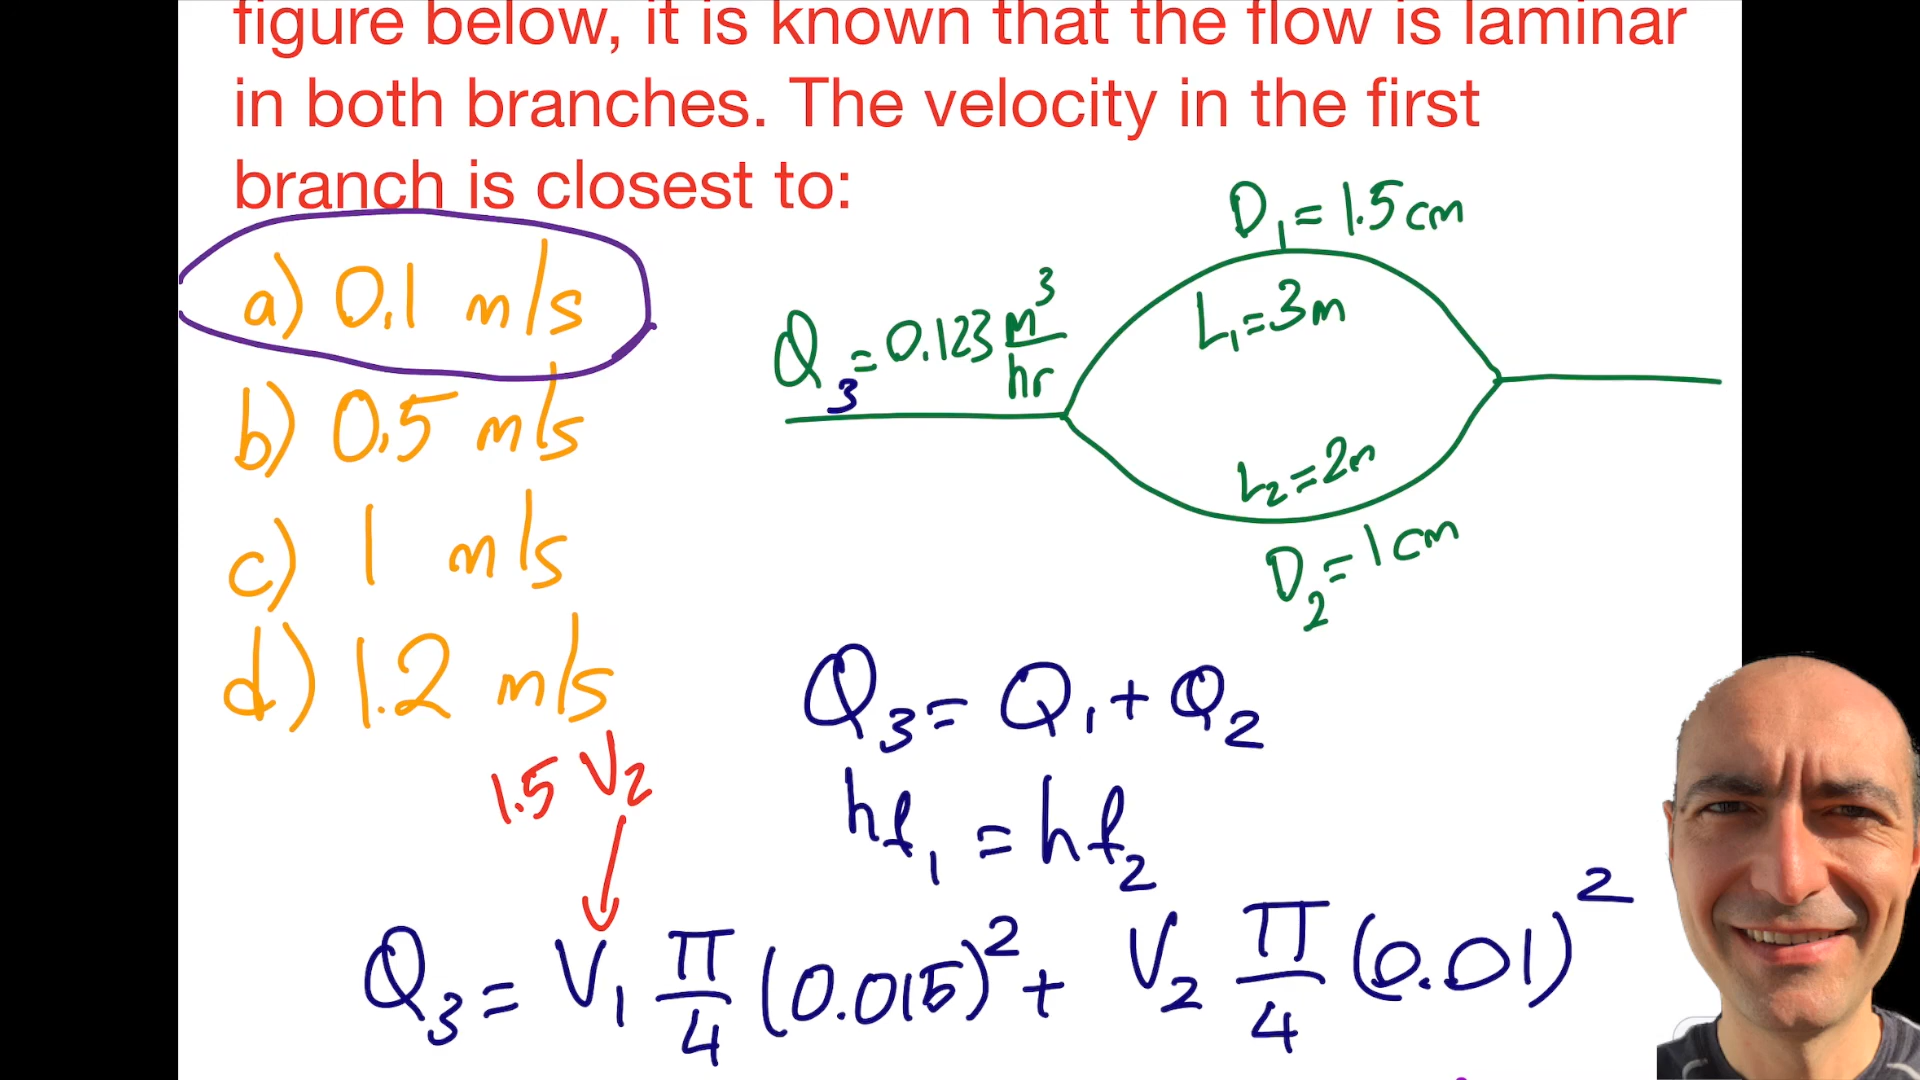 figure below, it is known that the flow is laminar
in both branches. The velocity in the first
branch is closest to:
a) 0.1 m/s
b) 0.5 m/s
c) 1 m/s
d) 1.2 m/s
Q₃ = 0.123 m³/hr
D₁ = 1.5 cm
L₁ = 3m
L₂ = 2m
D₂ = 1 cm
Q₃ = Q₁ + Q₂
hf₁ = hf₂
1.5 V₂
Q₃ = V₁ π/4 (0.015)² + V₂ π/4 (0.01)²